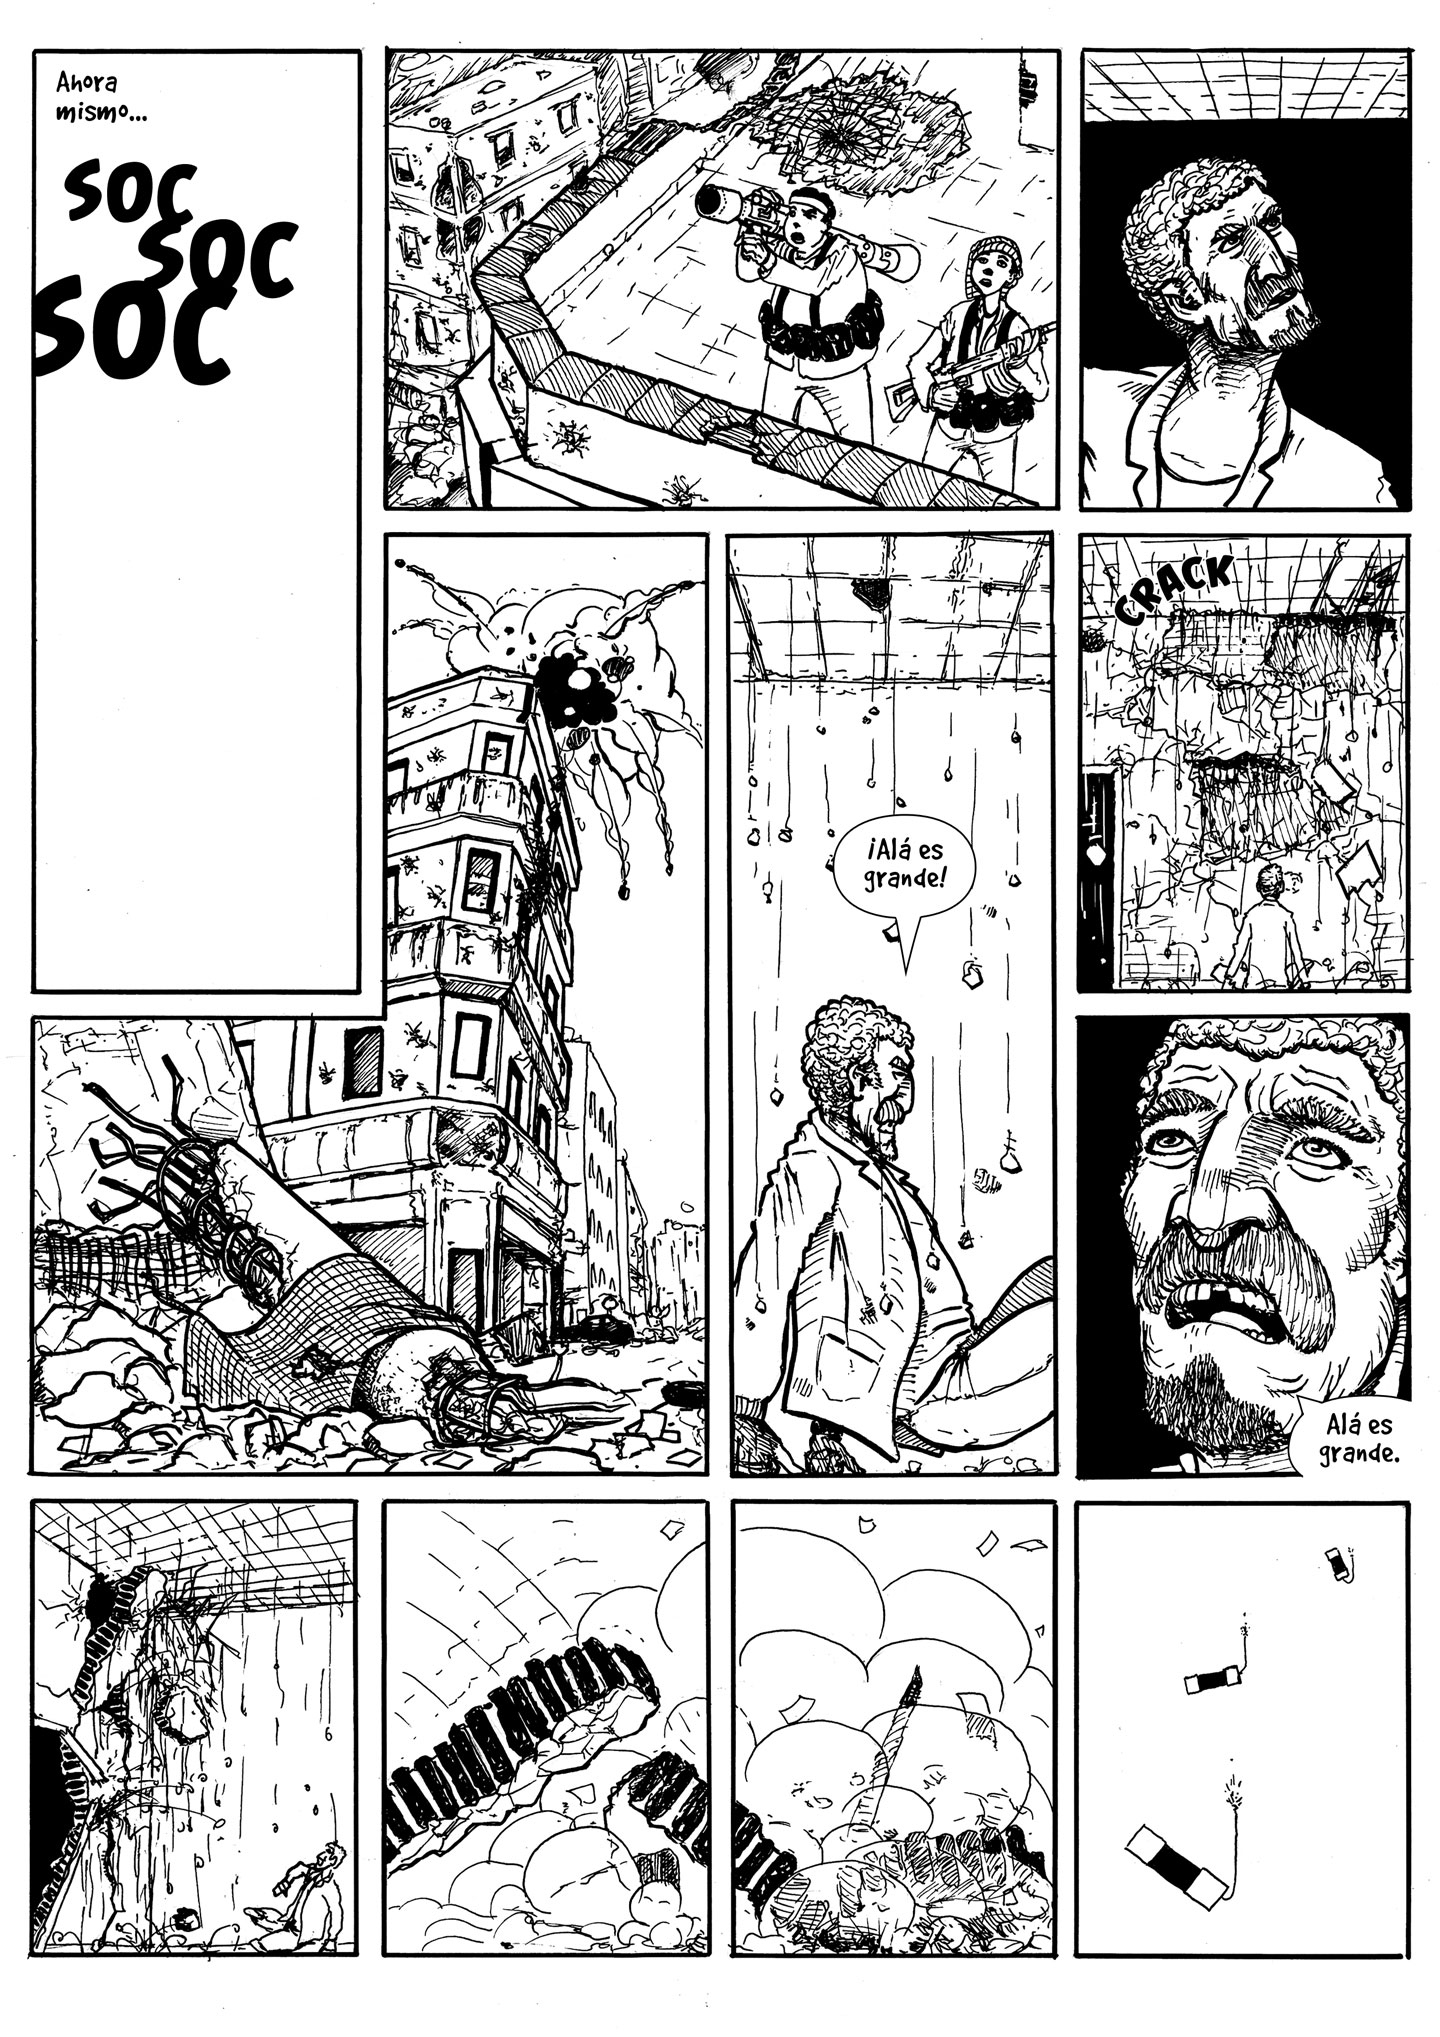 Ahora
mismo...
SOC
SOC
SOC
CRACK
¡Alá es
grande!
Alá es
grande.